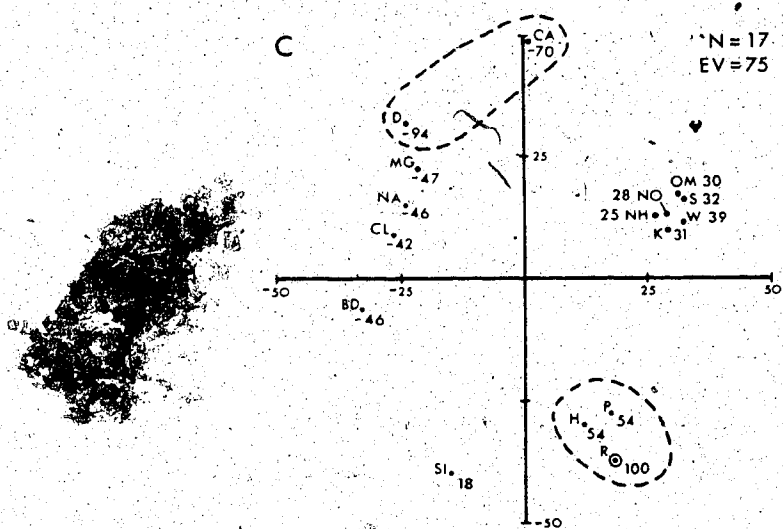 C
CA
-70
N = 17
EV = 75
D
-94
MG
-47
25
NA
-46
OM 30
28 NO
S 32
25 NH
W 39
CL
-42
K 31
-50
-25
25
50
BD
-46
P
54
H
54
R
100
SI
18
-50